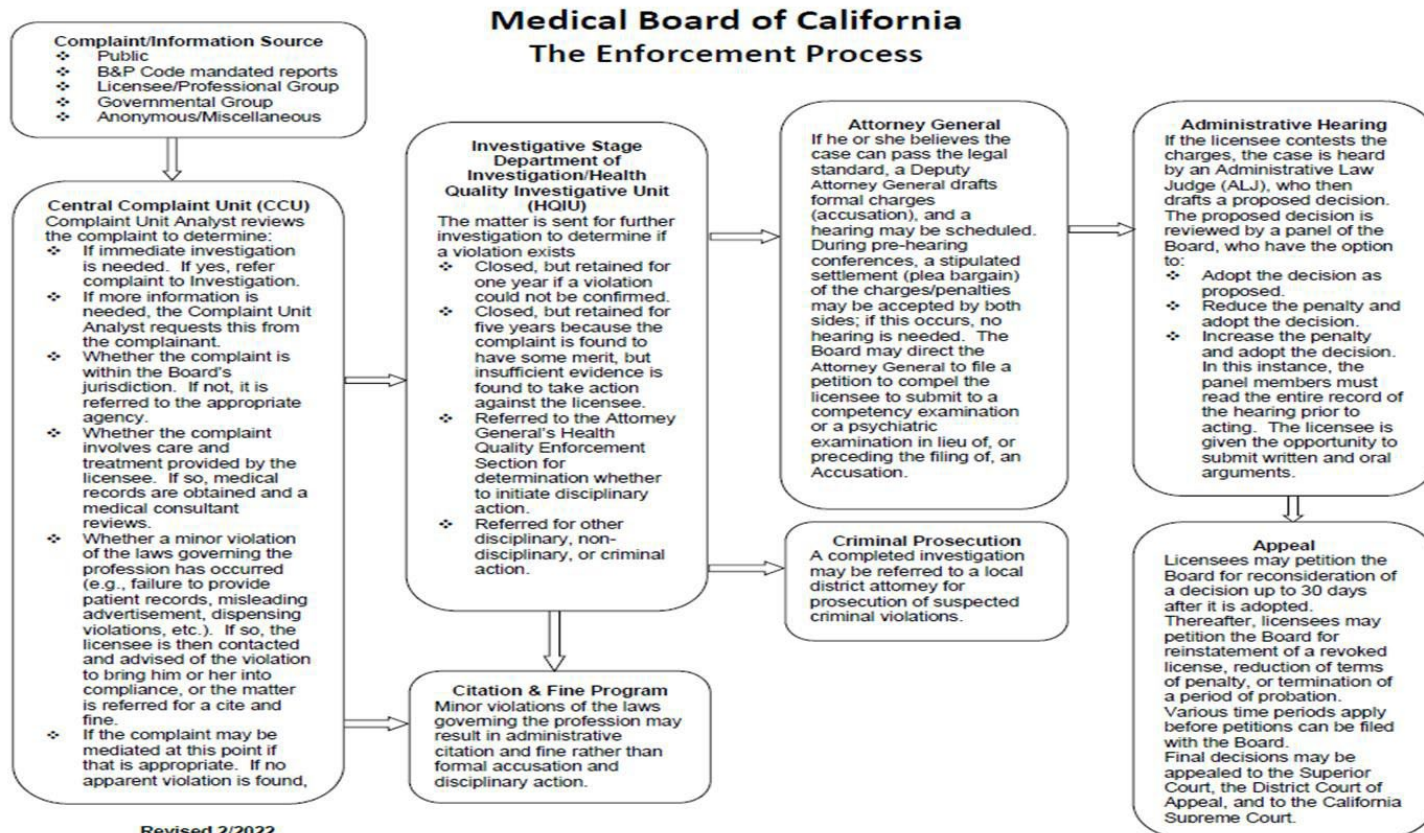 Medical Board of California
The Enforcement Process
Complaint/Information Source
❖ Public
❖ B&P Code mandated reports
❖ Licensee/Professional Group
❖ Governmental Group
❖ Anonymous/Miscellaneous
Central Complaint Unit (CCU)
Complaint Unit Analyst reviews
the complaint to determine:
❖ If immediate investigation
is needed. If yes, refer
complaint to Investigation.
❖ If more information is
needed, the Complaint Unit
Analyst requests this from
the complainant.
❖ Whether the complaint is
within the Board's
jurisdiction. If not, it is
referred to the appropriate
agency.
❖ Whether the complaint
involves care and
treatment provided by the
licensee. If so, medical
records are obtained and a
medical consultant
reviews.
❖ Whether a minor violation
of the laws governing the
profession has occurred
(e.g., failure to provide
patient records, misleading
advertisement, dispensing
violations, etc.). If so, the
licensee is then contacted
and advised of the violation
to bring him or her into
compliance, or the matter
is referred for a cite and
fine.
❖ If the complaint may be
mediated at this point if
that is appropriate. If no
apparent violation is found,
Revised 2/2022
Investigative Stage
Department of
Investigation/Health
Quality Investigative Unit
(HQIU)
The matter is sent for further
investigation to determine if
a violation exists
❖ Closed, but retained for
one year if a violation
could not be confirmed.
❖ Closed, but retained for
five years because the
complaint is found to
have some merit, but
insufficient evidence is
found to take action
against the licensee.
❖ Referred to the Attorney
General's Health
Quality Enforcement
Section for
determination whether
to initiate disciplinary
action.
❖ Referred for other
disciplinary, non-
disciplinary, or criminal
action.
Citation & Fine Program
Minor violations of the laws
governing the profession may
result in administrative
citation and fine rather than
formal accusation and
disciplinary action.
Attorney General
If he or she believes the
case can pass the legal
standard, a Deputy
Attorney General drafts
formal charges
(accusation), and a
hearing may be scheduled.
During pre-hearing
conferences, a stipulated
settlement (plea bargain)
of the charges/penalties
may be accepted by both
sides; if this occurs, no
hearing is needed. The
Board may direct the
Attorney General to file a
petition to compel the
licensee to submit to a
competency examination
or a psychiatric
examination in lieu of, or
preceding the filing of, an
Accusation.
Criminal Prosecution
A completed investigation
may be referred to a local
district attorney for
prosecution of suspected
criminal violations.
Administrative Hearing
If the licensee contests the
charges, the case is heard
by an Administrative Law
Judge (ALJ), who then
drafts a proposed decision.
The proposed decision is
reviewed by a panel of the
Board, who have the option
to:
❖ Adopt the decision as
proposed.
❖ Reduce the penalty and
adopt the decision.
❖ Increase the penalty
and adopt the decision.
In this instance, the
panel members must
read the entire record of
the hearing prior to
acting. The licensee is
given the opportunity to
submit written and oral
arguments.
Appeal
Licensees may petition the
Board for reconsideration of
a decision up to 30 days
after it is adopted.
Thereafter, licensees may
petition the Board for
reinstatement of a revoked
license, reduction of terms
of penalty, or termination of
a period of probation.
Various time periods apply
before petitions can be filed
with the Board.
Final decisions may be
appealed to the Superior
Court, the District Court of
Appeal, and to the California
Supreme Court.